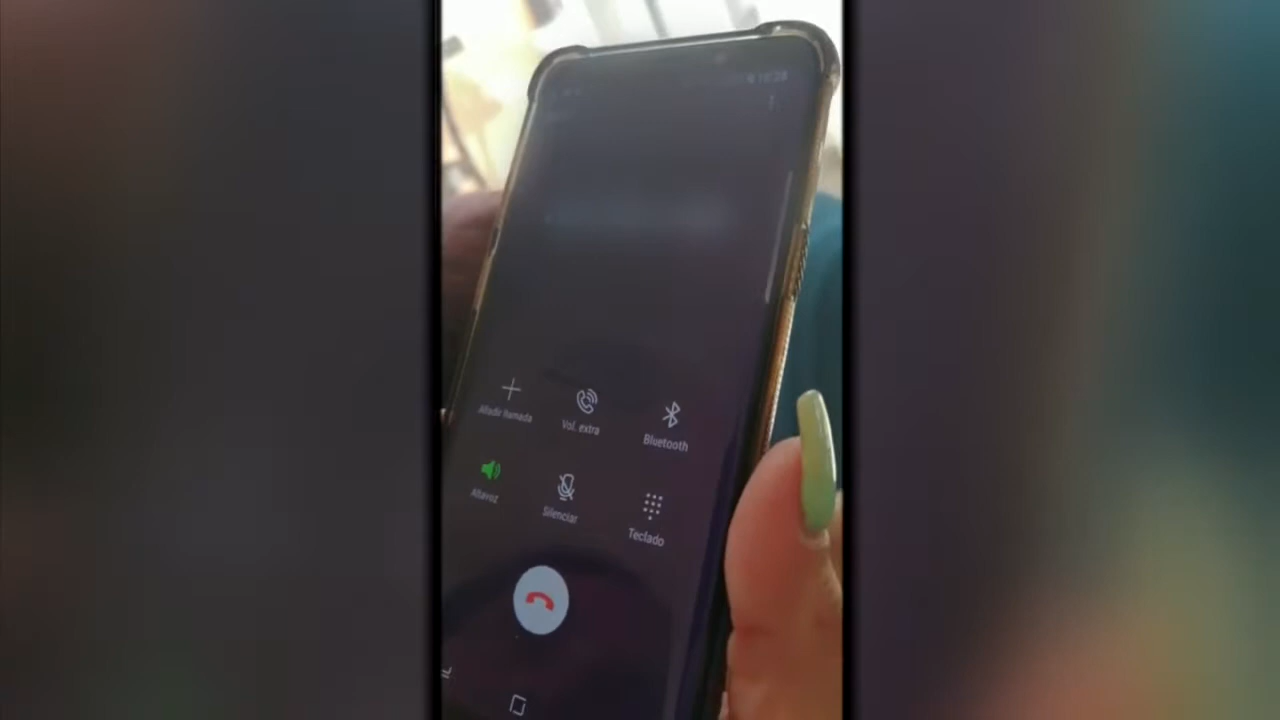 Añadir llamada
Vol. extra
Bluetooth
Altavoz
Silenciar
Teclado